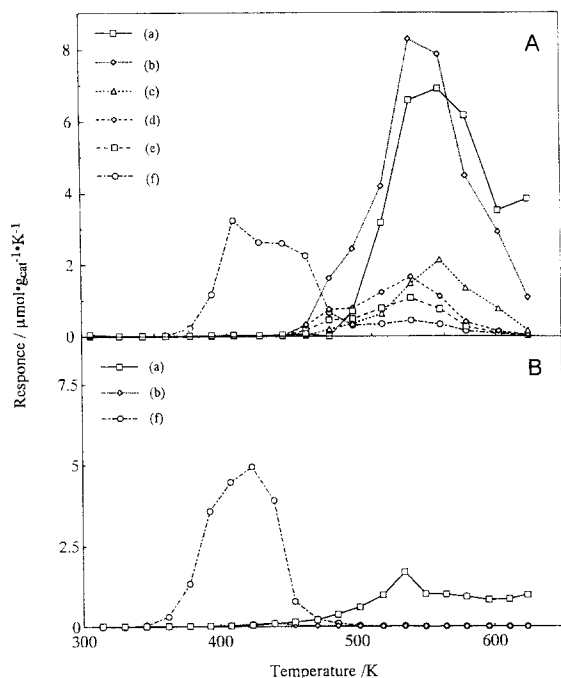 A
8
6
4
2
0
(a)
(b)
(c)
(d)
(e)
(f)
Responce / μmol•gcat⁻¹•K⁻¹
B
7.5
5
2.5
0
(a)
(b)
(f)
300 400 500 600
Temperature /K